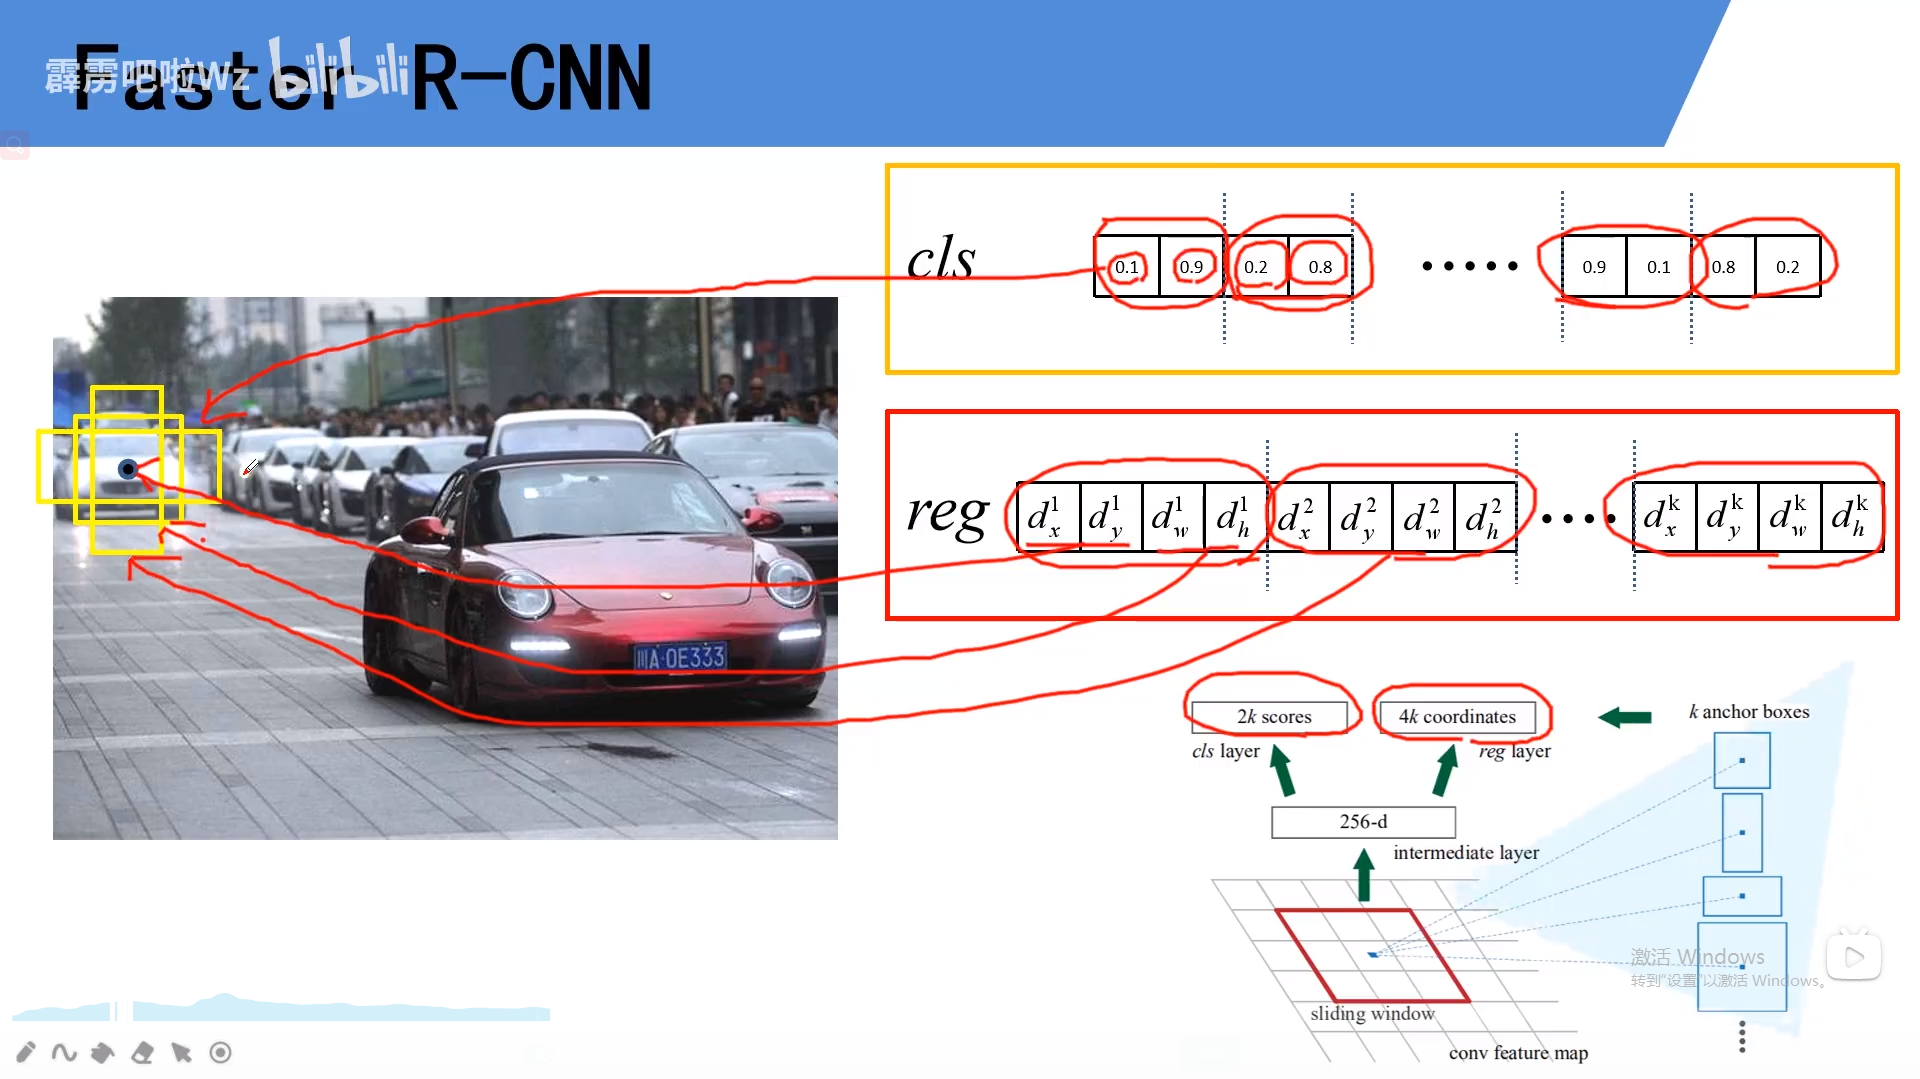 Faster R-CNN
霹雳吧啦Wz bilibili
cls
0.1 0.9 0.2 0.8 ····· 0.9 0.1 0.8 0.2
reg
d_x^1 d_y^1 d_w^1 d_h^1 d_x^2 d_y^2 d_w^2 d_h^2 ···· d_x^k d_y^k d_w^k d_h^k
川A·0E333
2k scores
4k coordinates
k anchor boxes
cls layer
reg layer
256-d
intermediate layer
sliding window
conv feature map
激活 Windows
转到"设置"以激活 Windows。